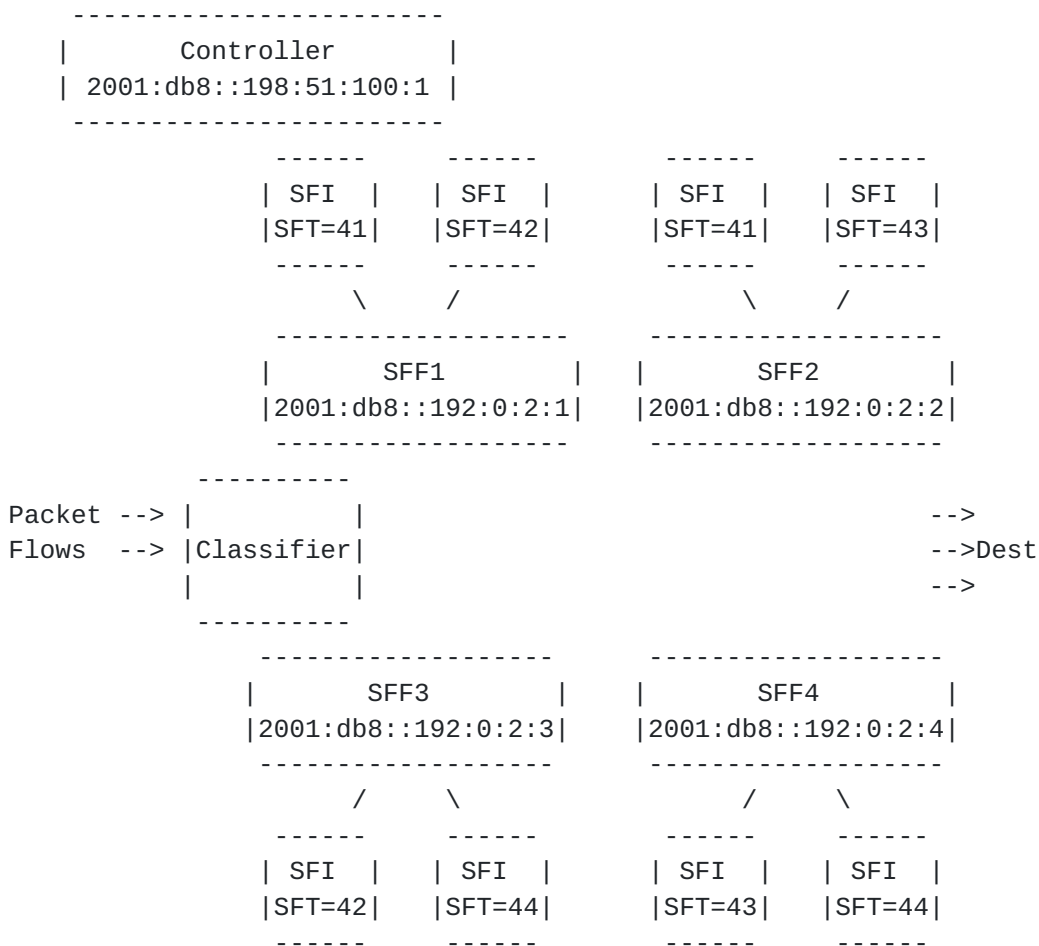 Controller
2001:db8::198:51:100:1
SFI SFI SFI SFI
SFT=41 SFT=42 SFT=41 SFT=43
SFF1 SFF2
2001:db8::192:0:2:1 2001:db8::192:0:2:2
Packet -->  -->
Flows --> Classifier -->Dest
-->
SFF3 SFF4
2001:db8::192:0:2:3 2001:db8::192:0:2:4
SFI SFI SFI SFI
SFT=42 SFT=44 SFT=43 SFT=44